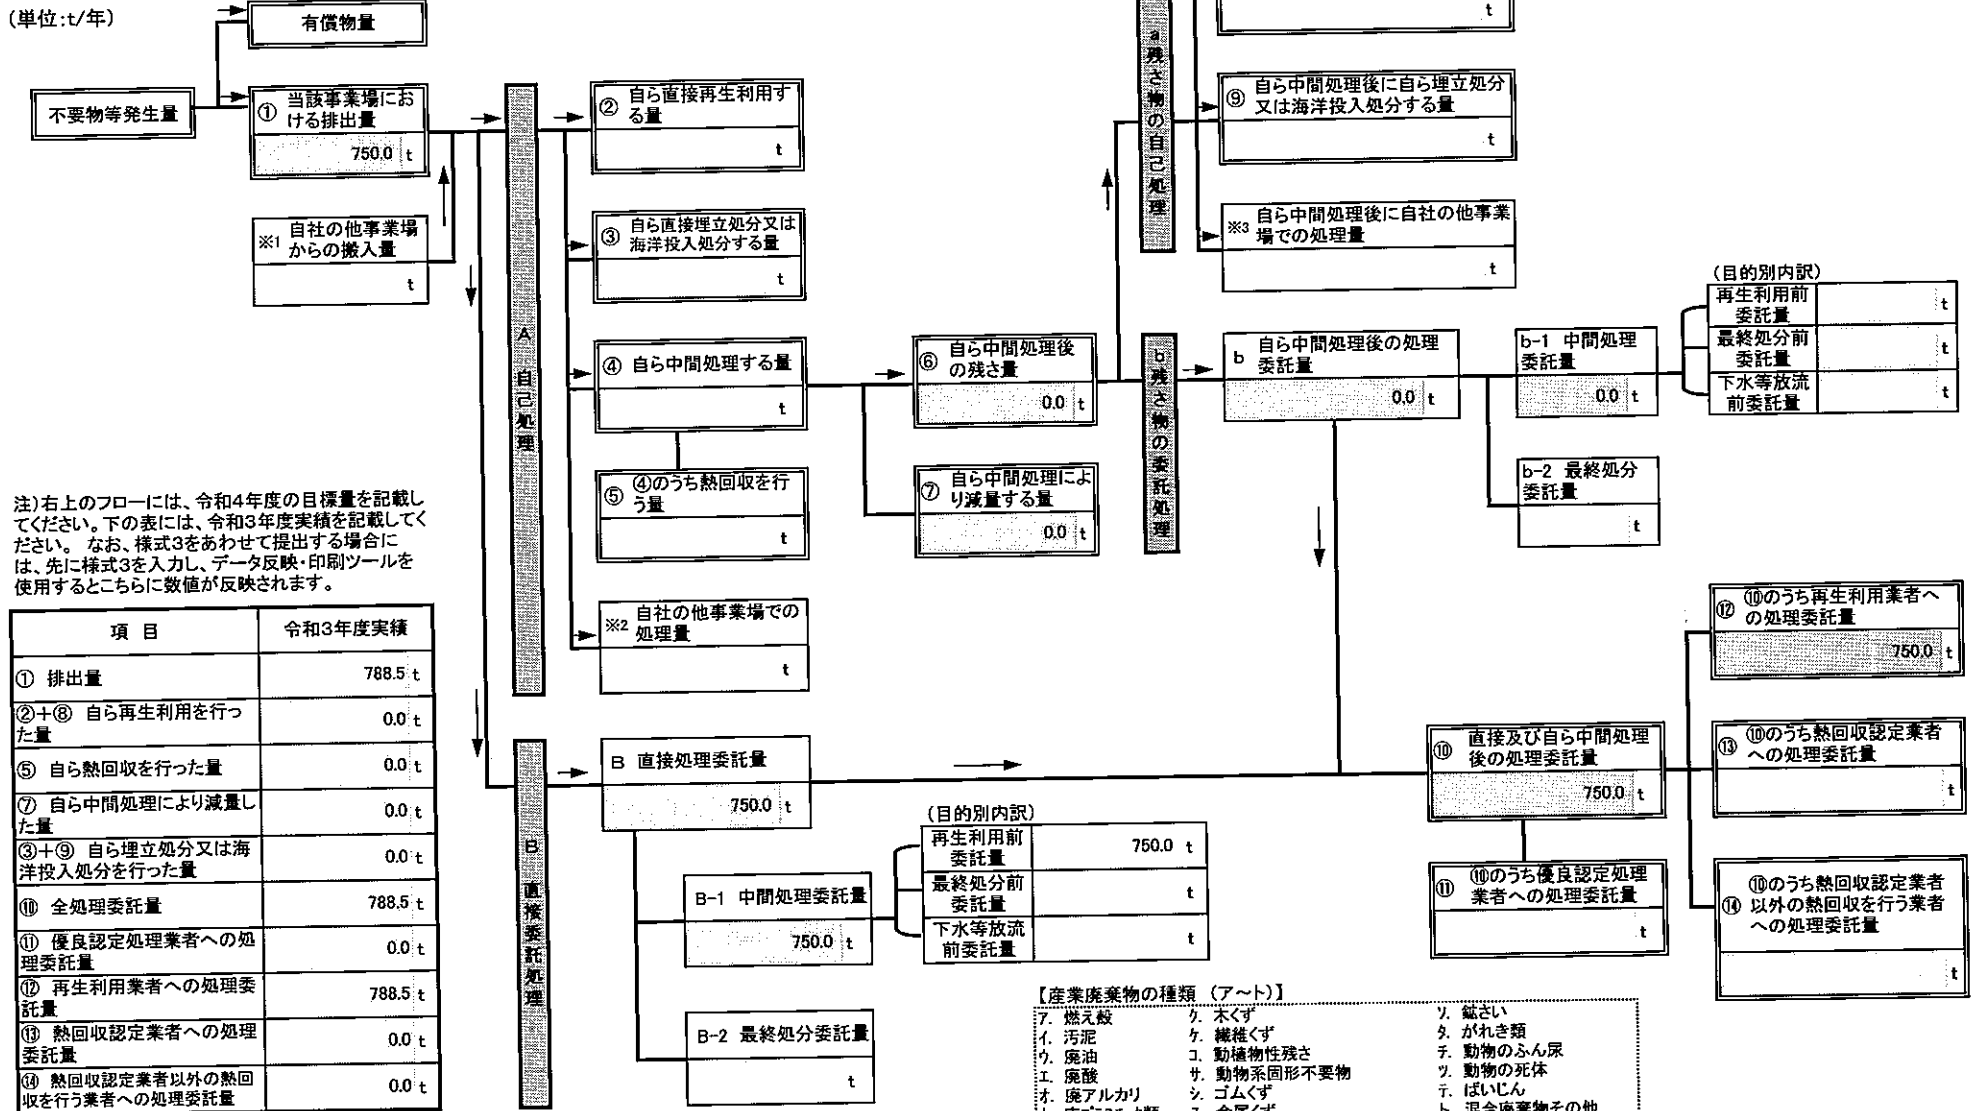 (単位:t/年)
有償物量
不要物等発生量
① 当該事業場にお
ける排出量
750.0 t
※1 自社の他事業場
からの搬入量
t
A 自己処理
② 自ら直接再生利用す
る量
t
③ 自ら直接埋立処分又は
海洋投入処分する量
t
④ 自ら中間処理する量
t
⑤ ④のうち熱回収を行
う量
t
※2 自社の他事業場での
処理量
t
⑥ 自ら中間処理後
の残さ量
0.0 t
⑦ 自ら中間処理によ
り減量する量
0.0 t
a 残さ物の自己処理
t
⑨ 自ら中間処理後に自ら埋立処分
又は海洋投入処分する量
t
※3 自ら中間処理後に自社の他事業
場での処理量
t
b 残さ物の委託処理
b 自ら中間処理後の処理
委託量
0.0 t
b-1 中間処理
委託量
0.0 t
(目的別内訳)
再生利用前
委託量 t
最終処分前
委託量 t
下水等放流
前委託量 t
b-2 最終処分
委託量
t
注)右上のフローには、令和4年度の目標量を記載し
てください。下の表には、令和3年度実績を記載してく
ださい。 なお、様式3をあわせて提出する場合に
は、先に様式3を入力し、データ反映・印刷ツールを
使用するとこちらに数値が反映されます。
項 目 令和3年度実績
① 排出量 788.5 t
②+⑧ 自ら再生利用を行っ
た量 0.0 t
⑤ 自ら熱回収を行った量 0.0 t
⑦ 自ら中間処理により減量し
た量 0.0 t
③+⑨ 自ら埋立処分又は海
洋投入処分を行った量 0.0 t
⑩ 全処理委託量 788.5 t
⑪ 優良認定処理業者への処
理委託量 0.0 t
⑫ 再生利用業者への処理委
託量 788.5 t
⑬ 熱回収認定業者への処理
委託量 0.0 t
⑭ 熱回収認定業者以外の熱回
収を行う業者への処理委託量 0.0 t
B 直接委託処理
B 直接処理委託量
750.0 t
B-1 中間処理委託量
750.0 t
B-2 最終処分委託量
t
(目的別内訳)
再生利用前
委託量 750.0 t
最終処分前
委託量 t
下水等放流
前委託量 t
⑩ 直接及び自ら中間処理
後の処理委託量
750.0 t
⑪ ⑩のうち優良認定処理
業者への処理委託量
t
⑫ ⑩のうち再生利用業者へ
の処理委託量
750.0 t
⑬ ⑩のうち熱回収認定業者
への処理委託量
t
⑭ ⑩のうち熱回収認定業者
以外の熱回収を行う業者
への処理委託量
t
【産業廃棄物の種類 (ア~ト)】
ア. 燃え殻 ク. 木くず ソ. 鉱さい
イ. 汚泥 ケ. 繊維くず タ. がれき類
ウ. 廃油 コ. 動植物性残さ チ. 動物のふん尿
エ. 廃酸 サ. 動物系固形不要物 ツ. 動物の死体
オ. 廃アルカリ シ. ゴムくず テ. ばいじん